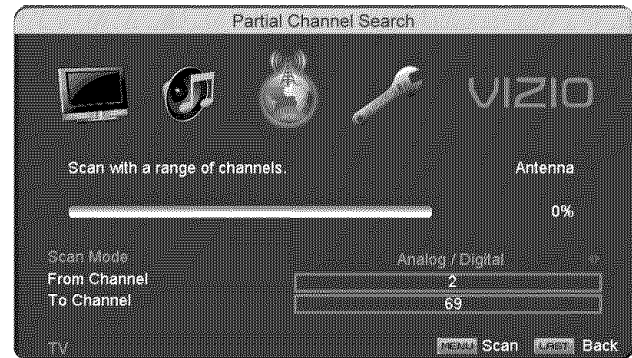 Partial Channel Search
VIZIO
Scan with a range of channels.
Antenna
0%
Scan Mode
Analog / Digital
From Channel
2
To Channel
69
TV
MENU Scan
LAST Back